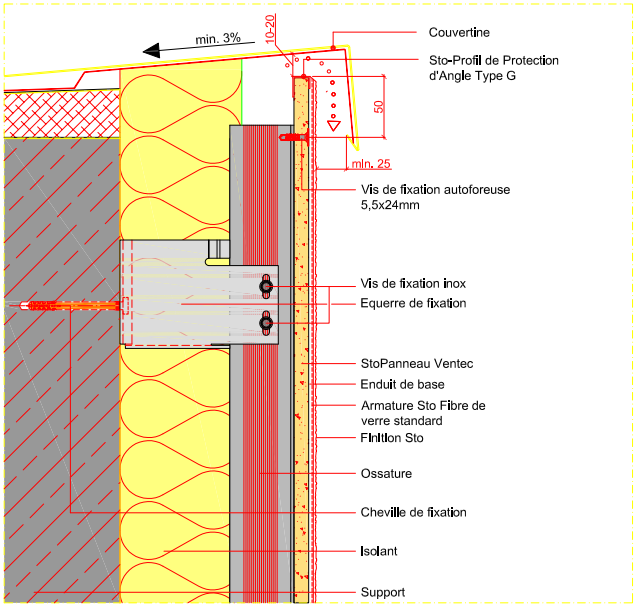 min. 3%
10-20
Couvertine
Sto-Profil de Protection
d'Angle Type G
50
min. 25
Vis de fixation autoforeuse
5,5x24mm
Vis de fixation inox
Equerre de fixation
StoPanneau Ventec
Enduit de base
Armature Sto Fibre de
verre standard
Finition Sto
Ossature
Cheville de fixation
Isolant
Support